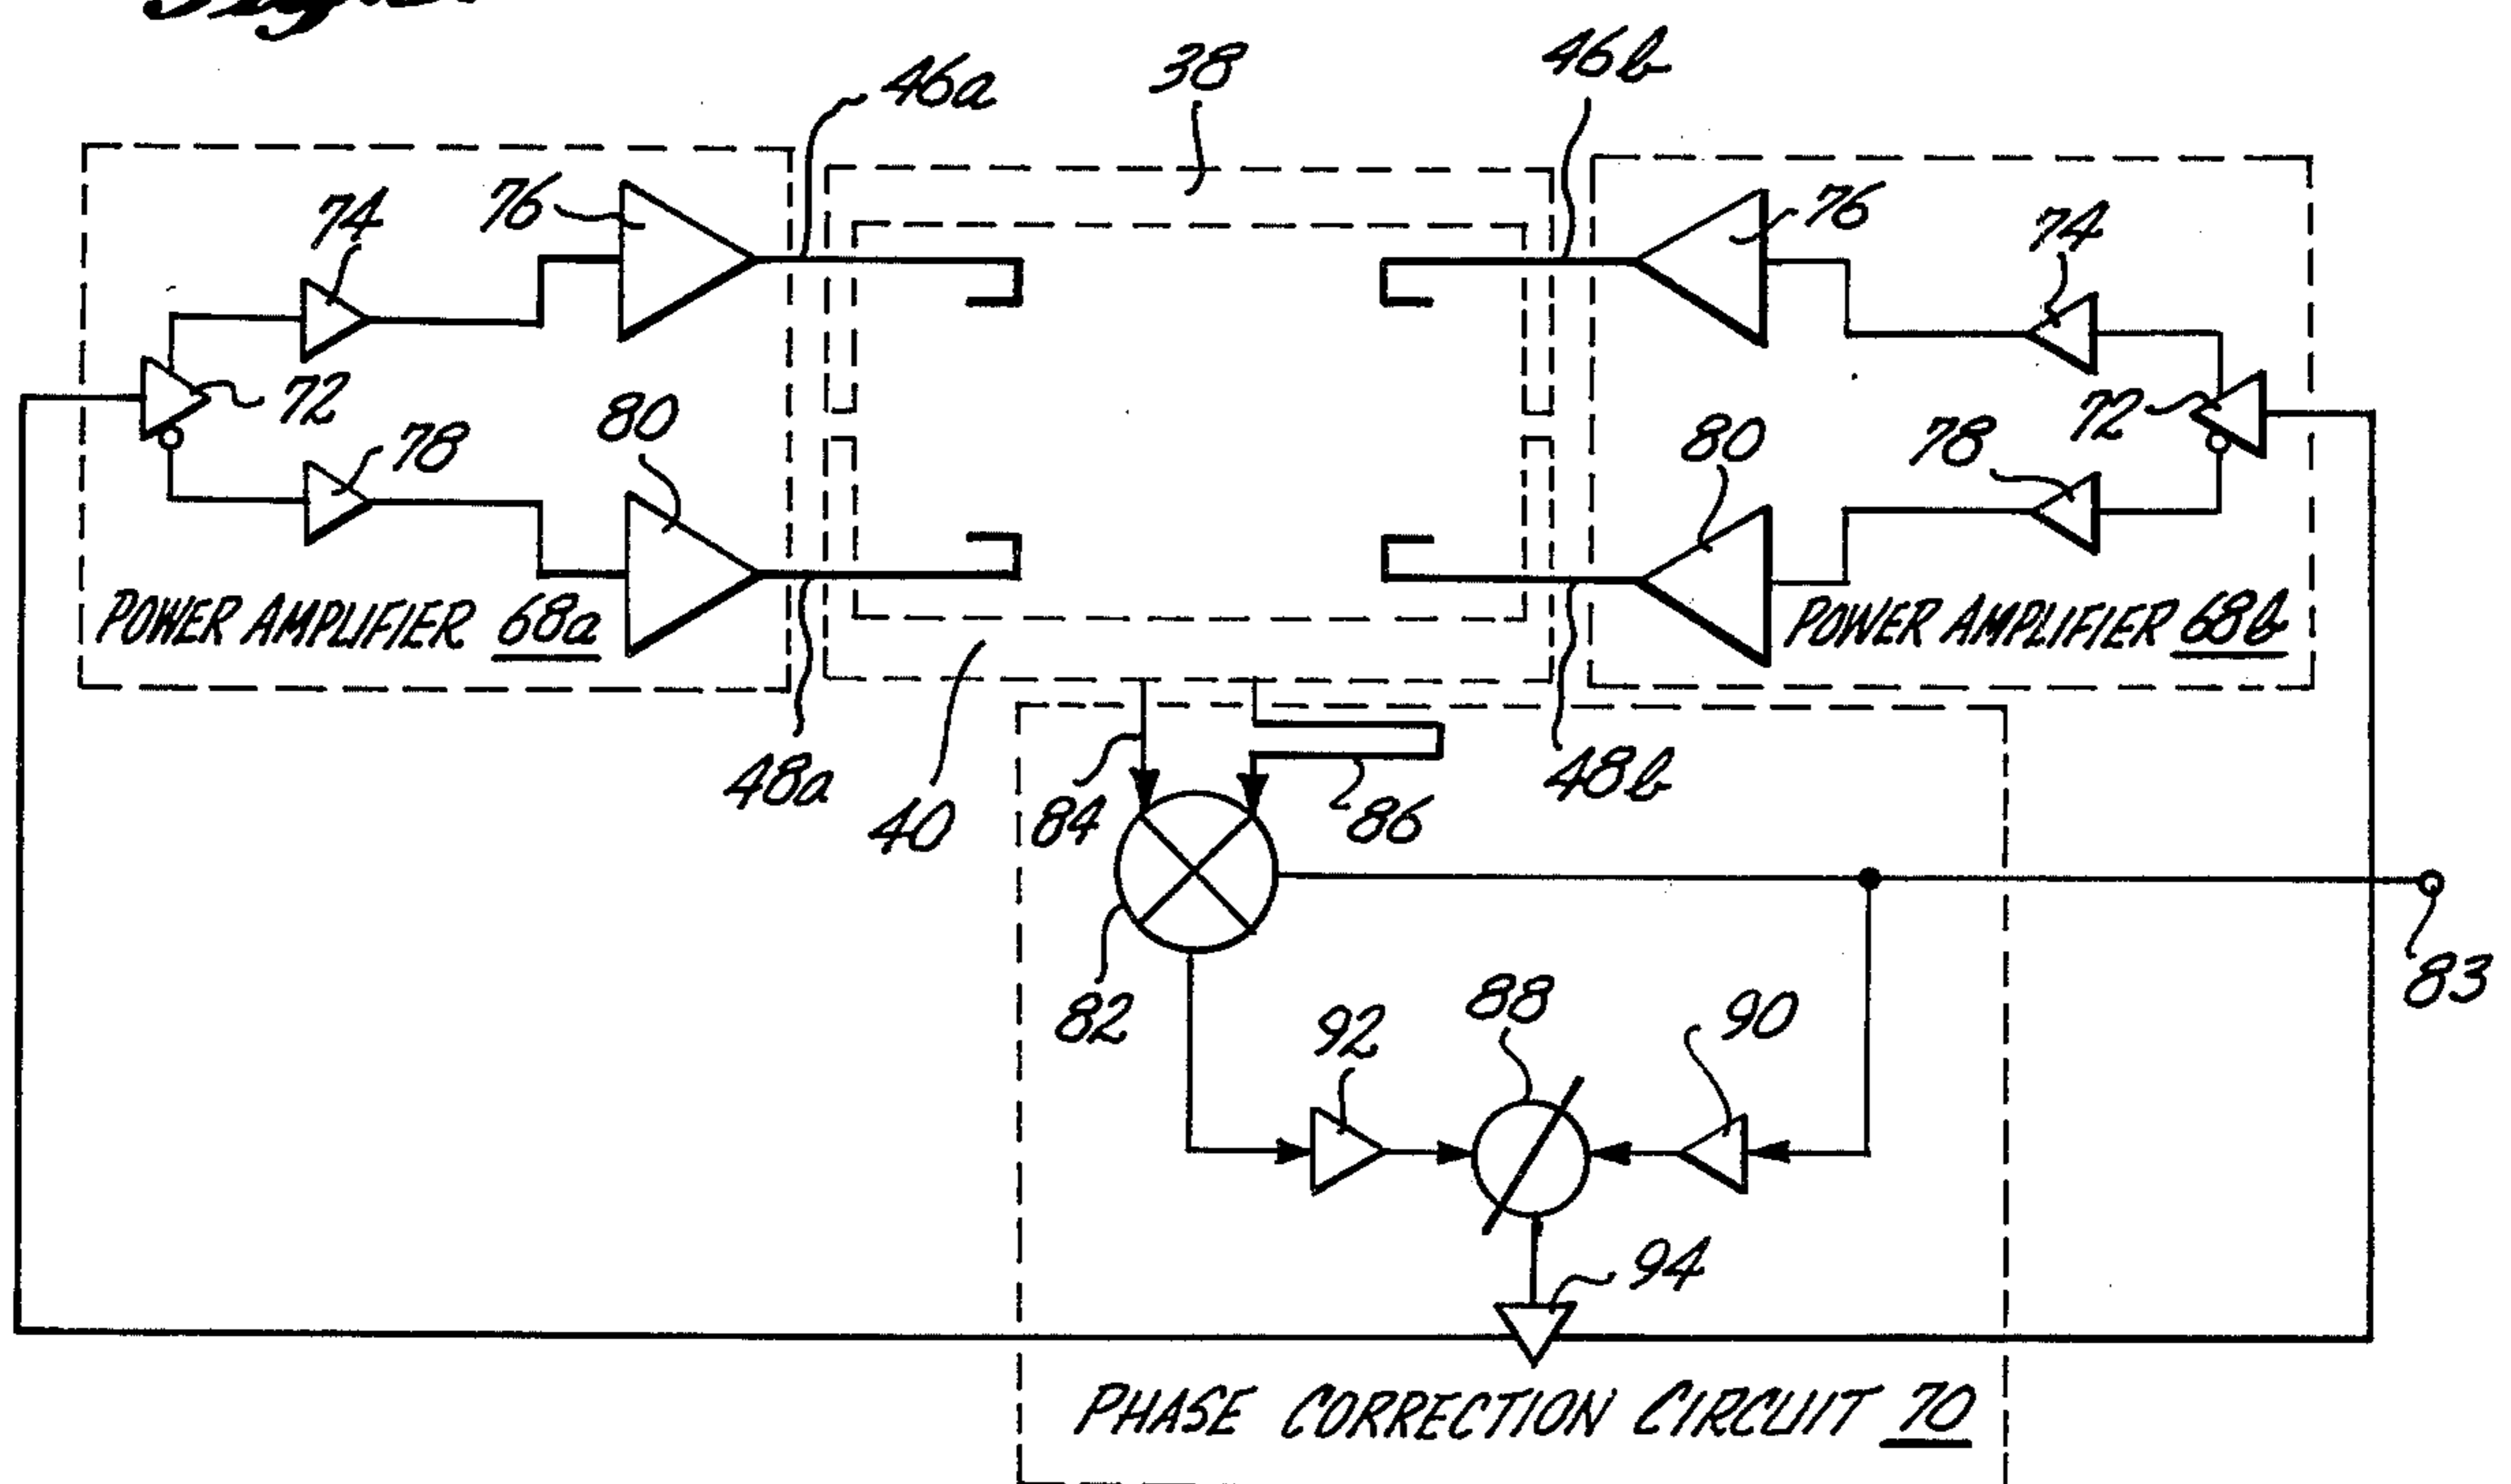 46a
38
46b
74
76
76
74
72
78
80
80
78
72
POWER AMPLIFIER 68a
POWER AMPLIFIER 68b
48a
40
84
86
48b
82
92
88
90
83
94
PHASE CORRECTION CIRCUIT 70